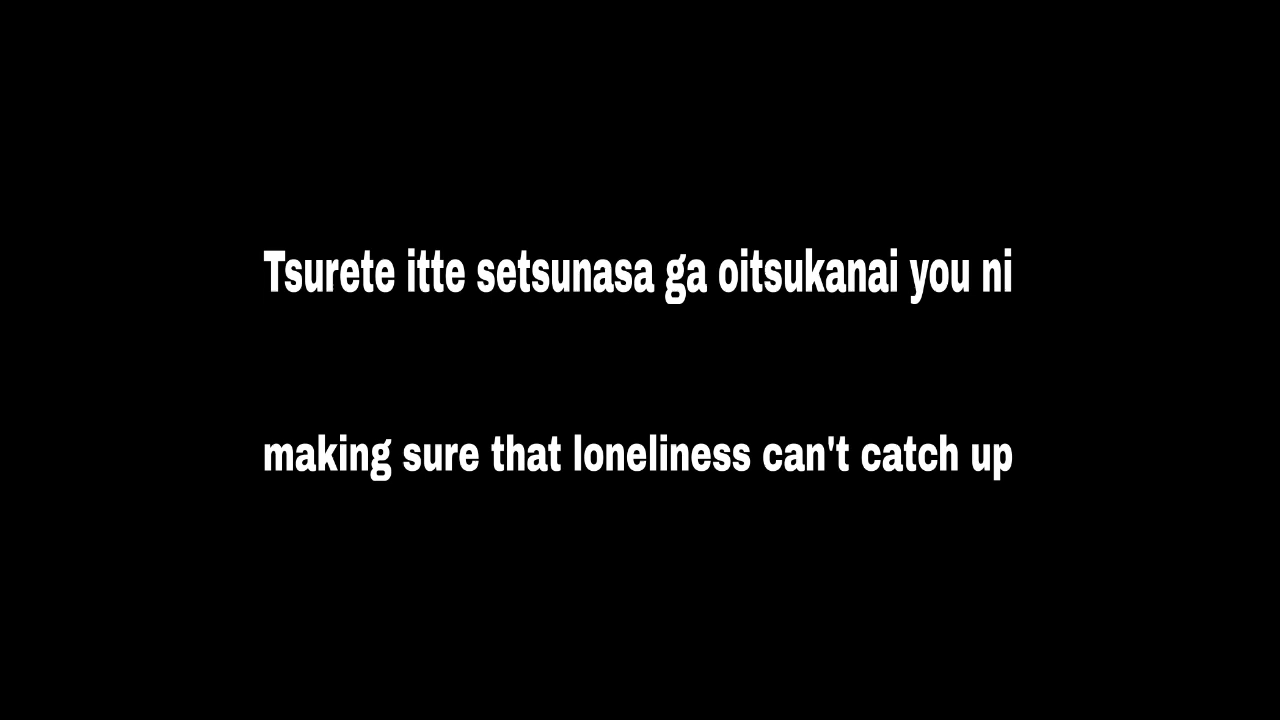 Tsurete itte setsunasa ga oitsukanai you ni
making sure that loneliness can't catch up